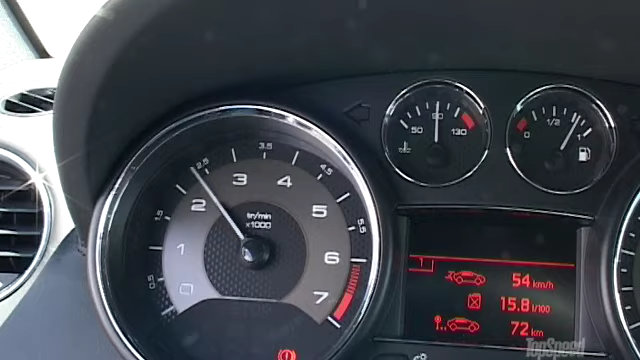 50 90 130
0 1/2
0.5 1.5 2.5 3.5 4.5 5.5
0 1 2 3 4 5 6 7
tr/min
x1000
1
54 km/h
15.8 l/100
72 km
TopSpeed